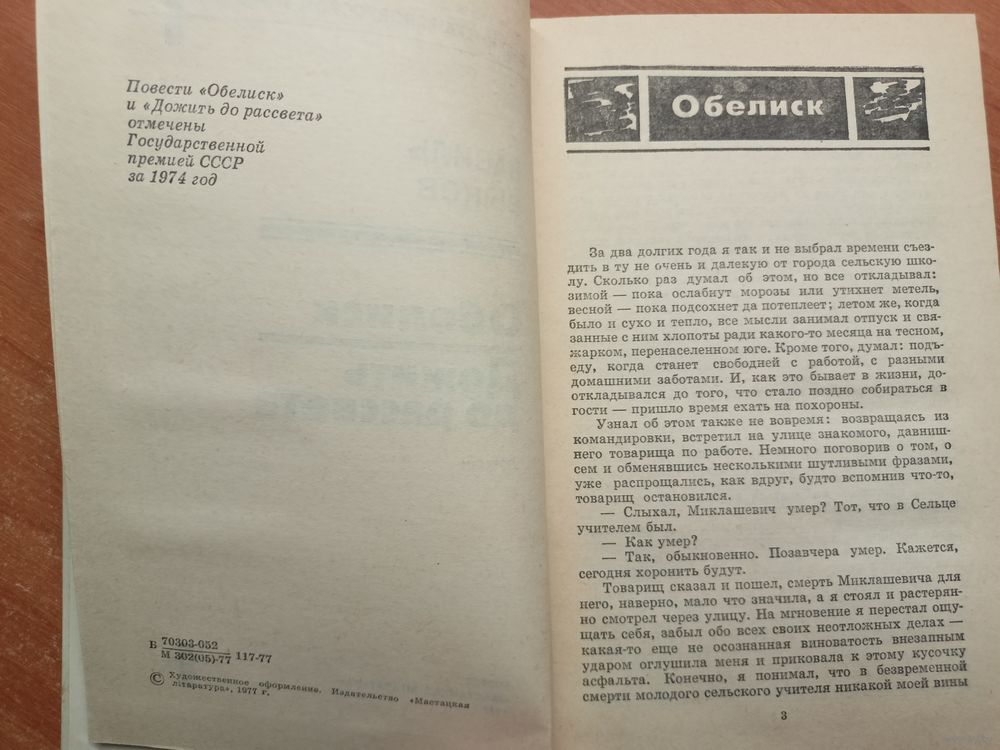 Повести «Обелиск»
и «Дожить до рассвета»
отмечены
Государственной
премией СССР
за 1974 год
Б 70303-052
М 302(05)-77 117-77
© Художественное оформление. Издательство «Мастацкая
літаратура», 1977 г.
Обелиск
За два долгих года я так и не выбрал времени съез-
дить в ту не очень и далекую от города сельскую шко-
лу. Сколько раз думал об этом, но все откладывал:
зимой — пока ослабнут морозы или утихнет метель,
весной — пока подсохнет да потеплеет; летом же, когда
было и сухо и тепло, все мысли занимал отпуск и свя-
занные с ним хлопоты ради какого-то месяца на тесном,
жарком, перенаселенном юге. Кроме того, думал: подъ-
еду, когда станет свободней с работой, с разными
домашними заботами. И, как это бывает в жизни, до-
откладывался до того, что стало поздно собираться в
гости — пришло время ехать на похороны.
Узнал об этом также не вовремя: возвращаясь из
командировки, встретил на улице знакомого, давниш-
него товарища по работе. Немного поговорив о том, о
сем и обменявшись несколькими шутливыми фразами,
уже распрощались, как вдруг, будто вспомнив что-то,
товарищ остановился.
— Слыхал, Миклашевич умер? Тот, что в Сельце
учителем был.
— Как умер?
— Так, обыкновенно. Позавчера умер. Кажется,
сегодня хоронить будут.
Товарищ сказал и пошел, смерть Миклашевича для
него, наверно, мало что значила, а я стоял и растерян-
но смотрел через улицу. На мгновение я перестал ощу-
щать себя, забыл обо всех своих неотложных делах —
какая-то еще не осознанная виноватость внезапным
ударом оглушила меня и приковала к этому кусочку
асфальта. Конечно, я понимал, что в безвременной
смерти молодого сельского учителя никакой моей вины
3